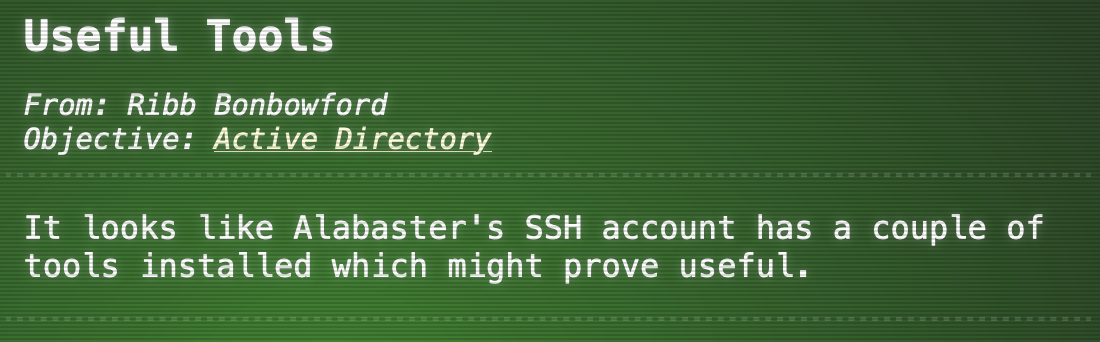 Useful Tools
From: Ribb Bonbowford
Objective: Active Directory
It looks like Alabaster's SSH account has a couple of
tools installed which might prove useful.